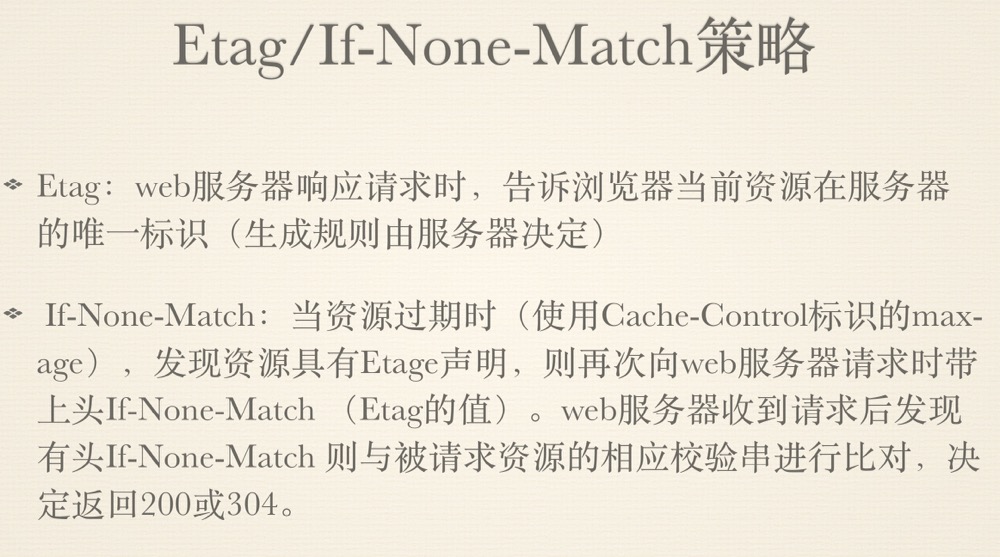 Etag/If-None-Match策略
Etag：web服务器响应请求时，告诉浏览器当前资源在服务器
的唯一标识（生成规则由服务器决定）
If-None-Match：当资源过期时（使用Cache-Control标识的max-
age），发现资源具有Etage声明，则再次向web服务器请求时带
上头If-None-Match （Etag的值）。web服务器收到请求后发现
有头If-None-Match 则与被请求资源的相应校验串进行比对，决
定返回200或304。